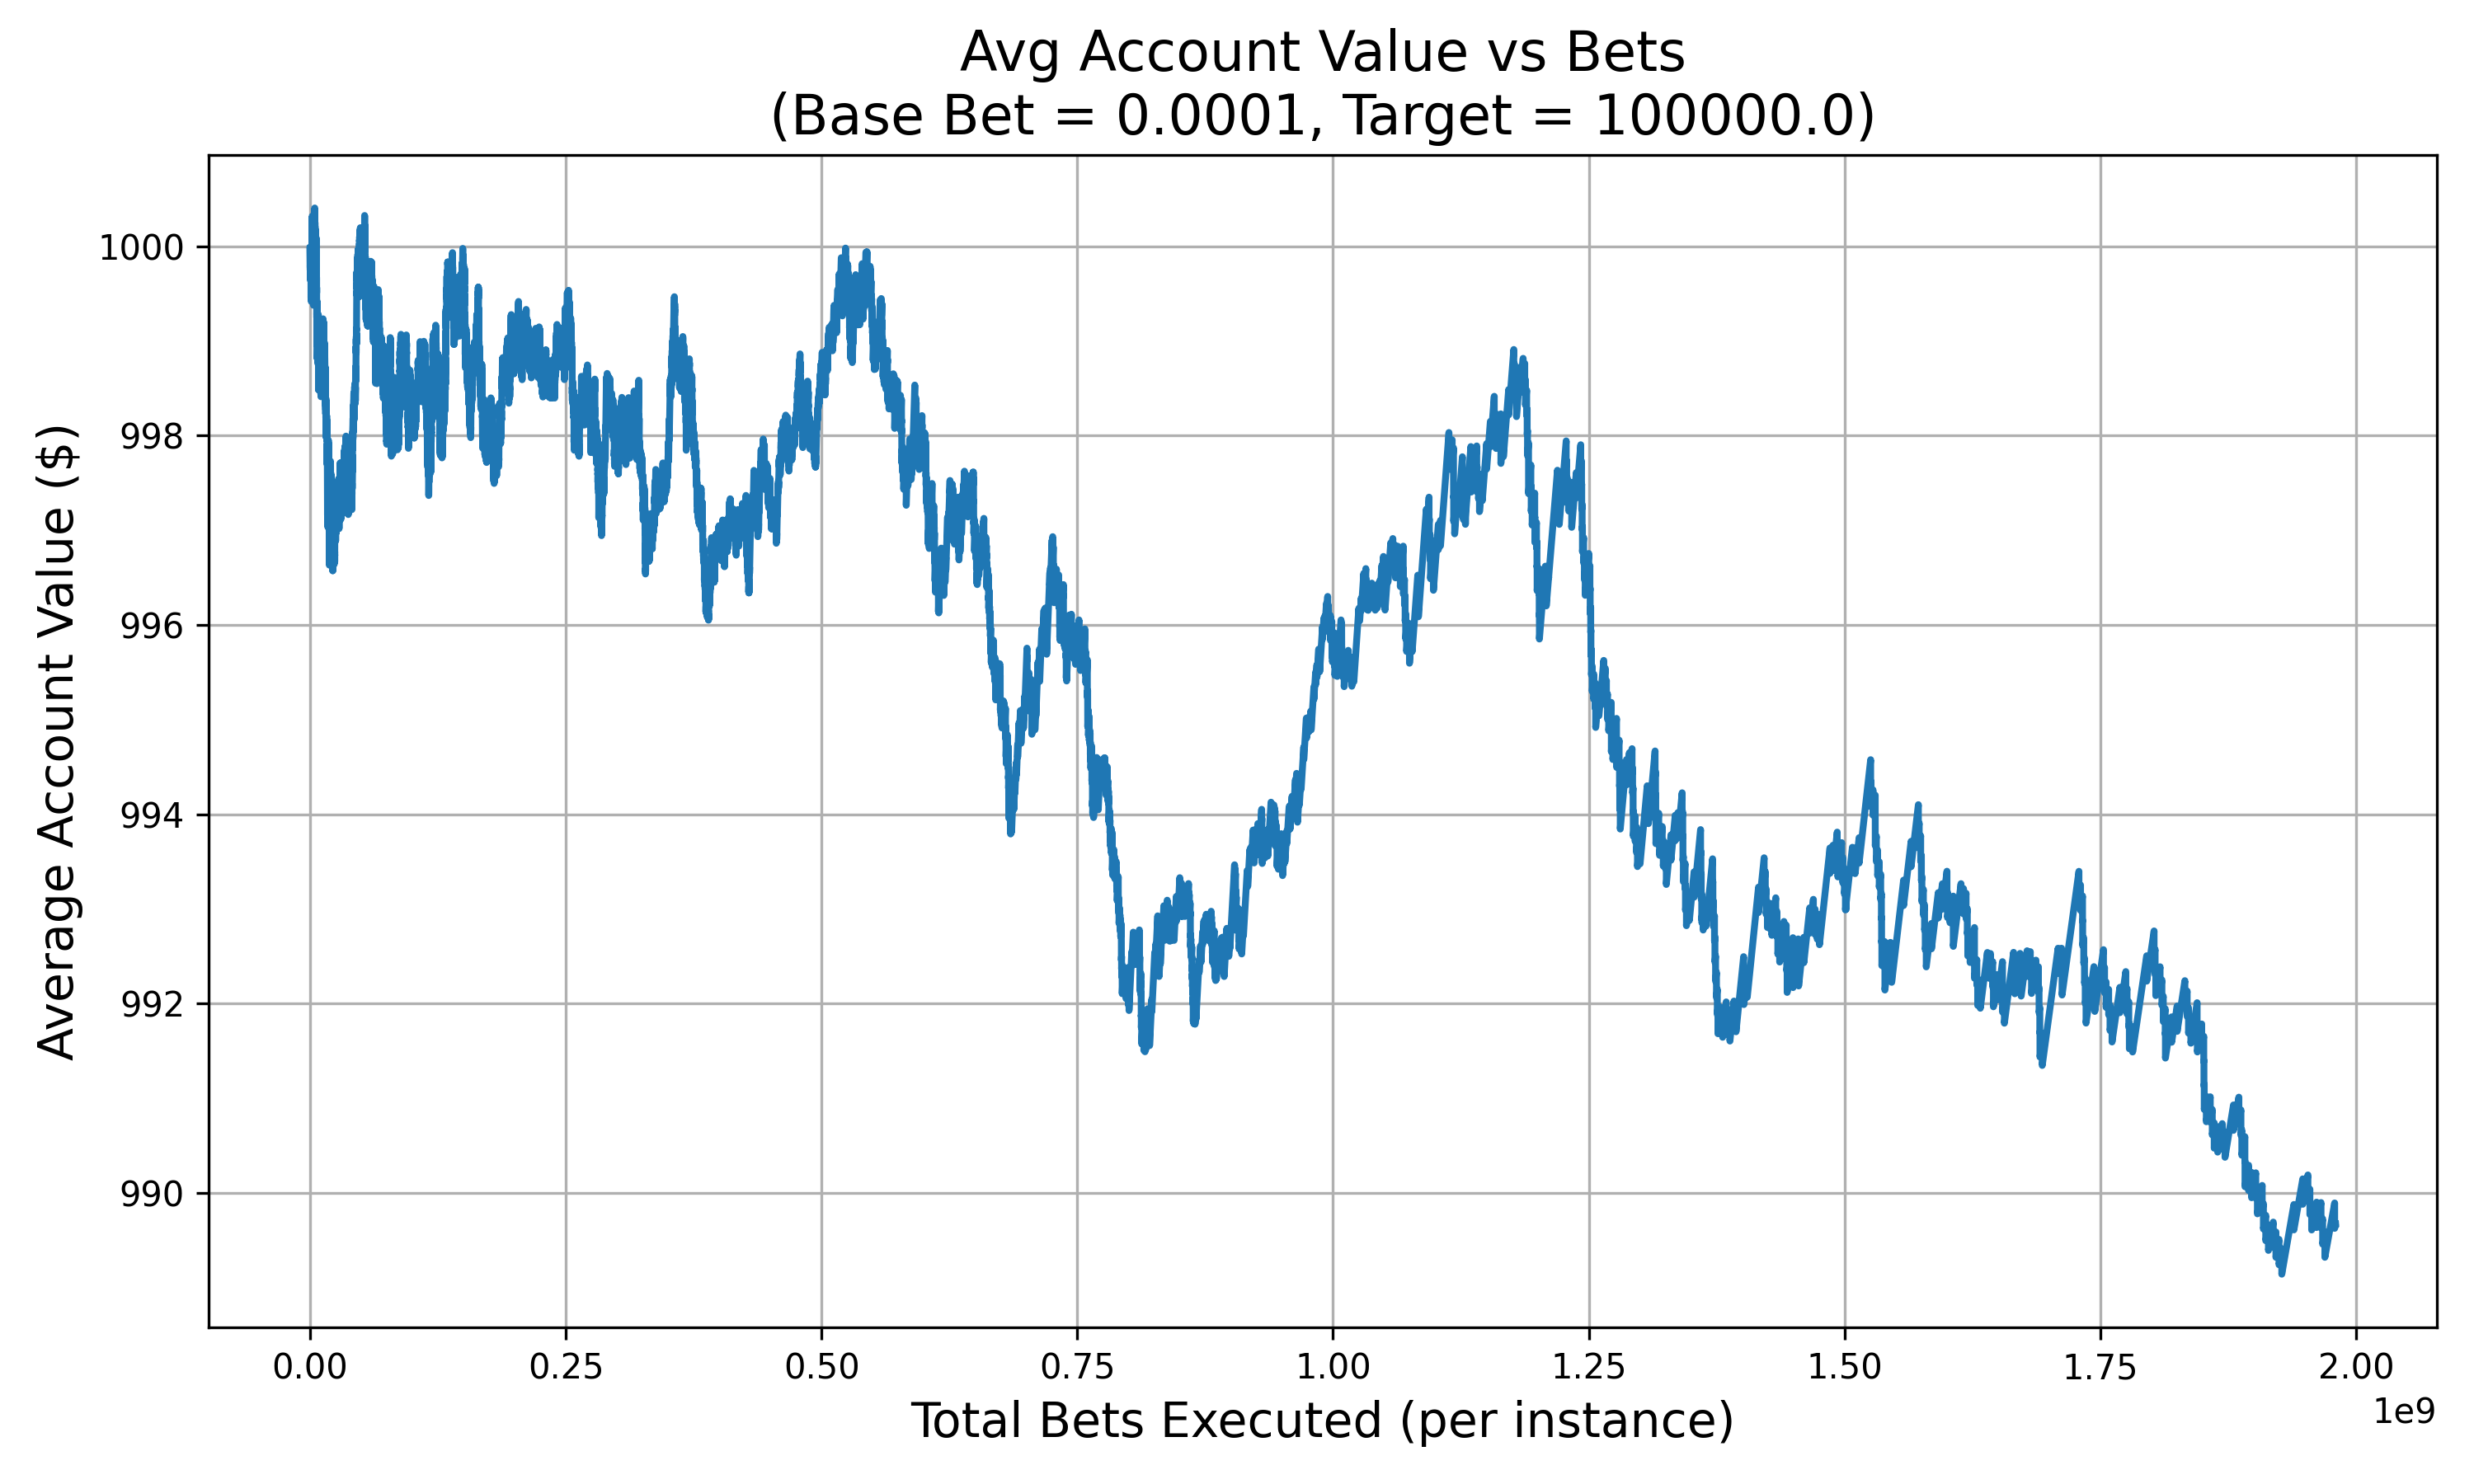 Avg Account Value vs Bets
(Base Bet = 0.0001, Target = 100000.0)
Average Account Value ($)
1000
998
996
994
992
990
0.00 0.25 0.50 0.75 1.00 1.25 1.50 1.75 2.00
1e9
Total Bets Executed (per instance)